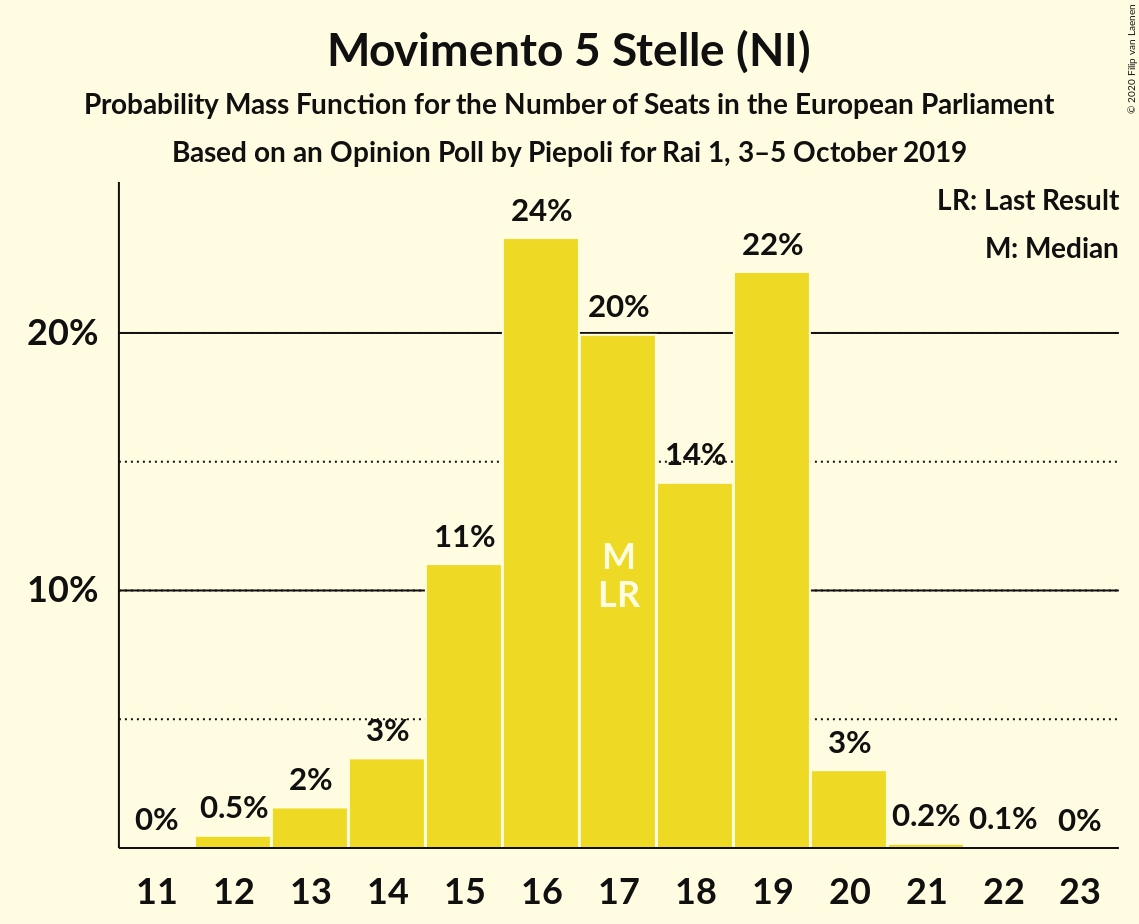 Movimento 5 Stelle (NI)
Probability Mass Function for the Number of Seats in the European Parliament
Based on an Opinion Poll by Piepoli for Rai 1, 3–5 October 2019
© 2020 Filip van Laenen
LR: Last Result
M: Median
20%
10%
0%
0.5%
2%
3%
11%
24%
20%
14%
22%
3%
0.2%
0.1%
0%
M
LR
11 12 13 14 15 16 17 18 19 20 21 22 23